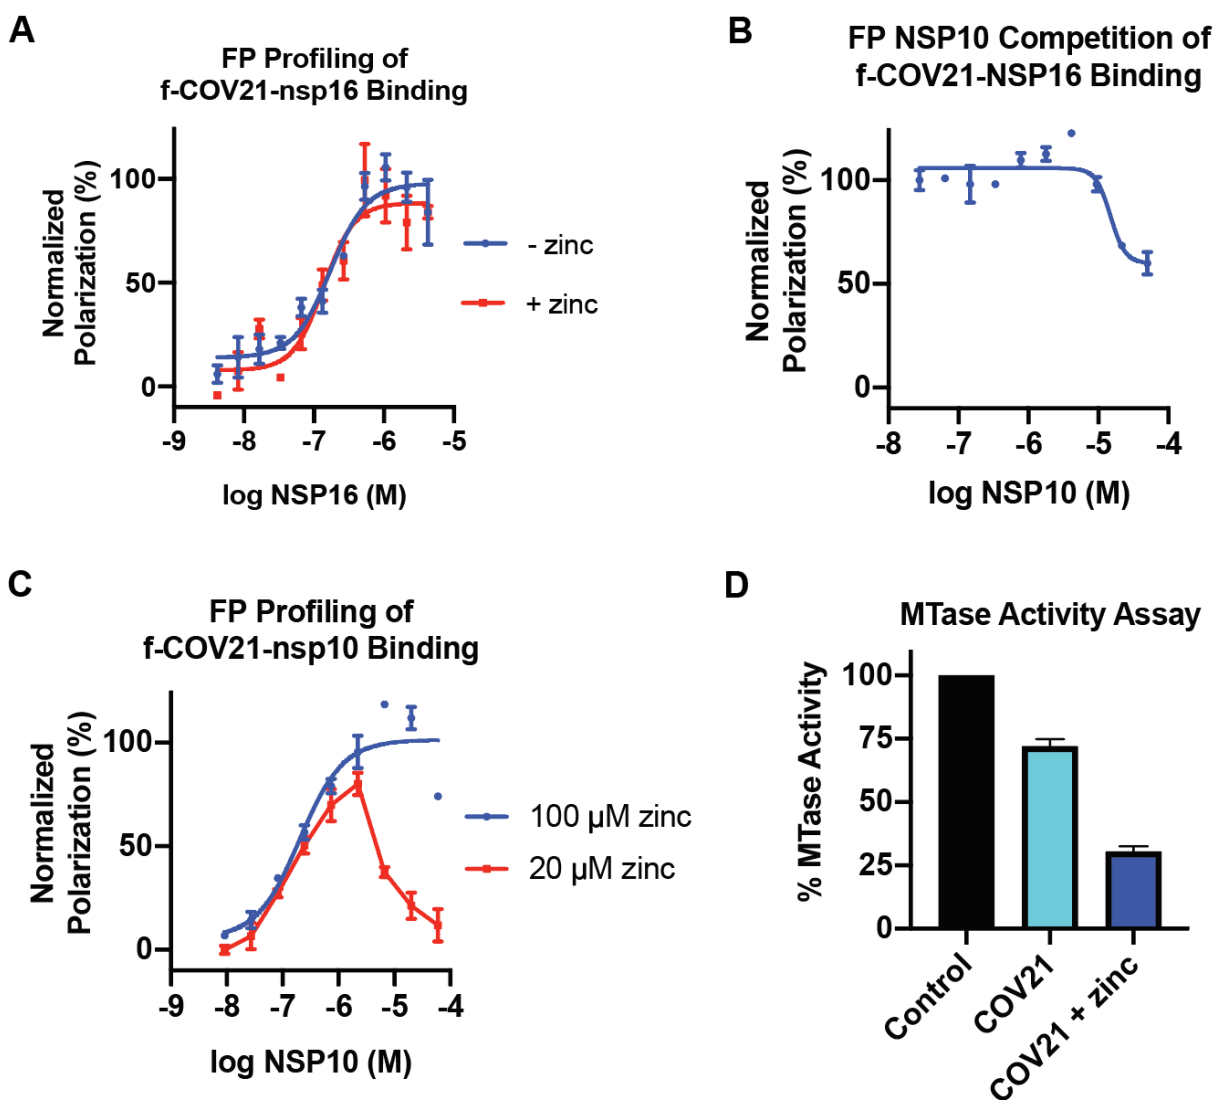 A
FP Profiling of
f-COV21-nsp16 Binding
Normalized
Polarization (%)
100
50
0
-9 -8 -7 -6 -5
log NSP16 (M)
- zinc
+ zinc
B
FP NSP10 Competition of
f-COV21-NSP16 Binding
Normalized
Polarization (%)
100
50
0
-8 -7 -6 -5 -4
log NSP10 (M)
C
FP Profiling of
f-COV21-nsp10 Binding
Normalized
Polarization (%)
100
50
0
-9 -8 -7 -6 -5 -4
log NSP10 (M)
100 µM zinc
20 µM zinc
D
MTase Activity Assay
% MTase Activity
100
75
50
25
0
Control
COV21
COV21 + zinc